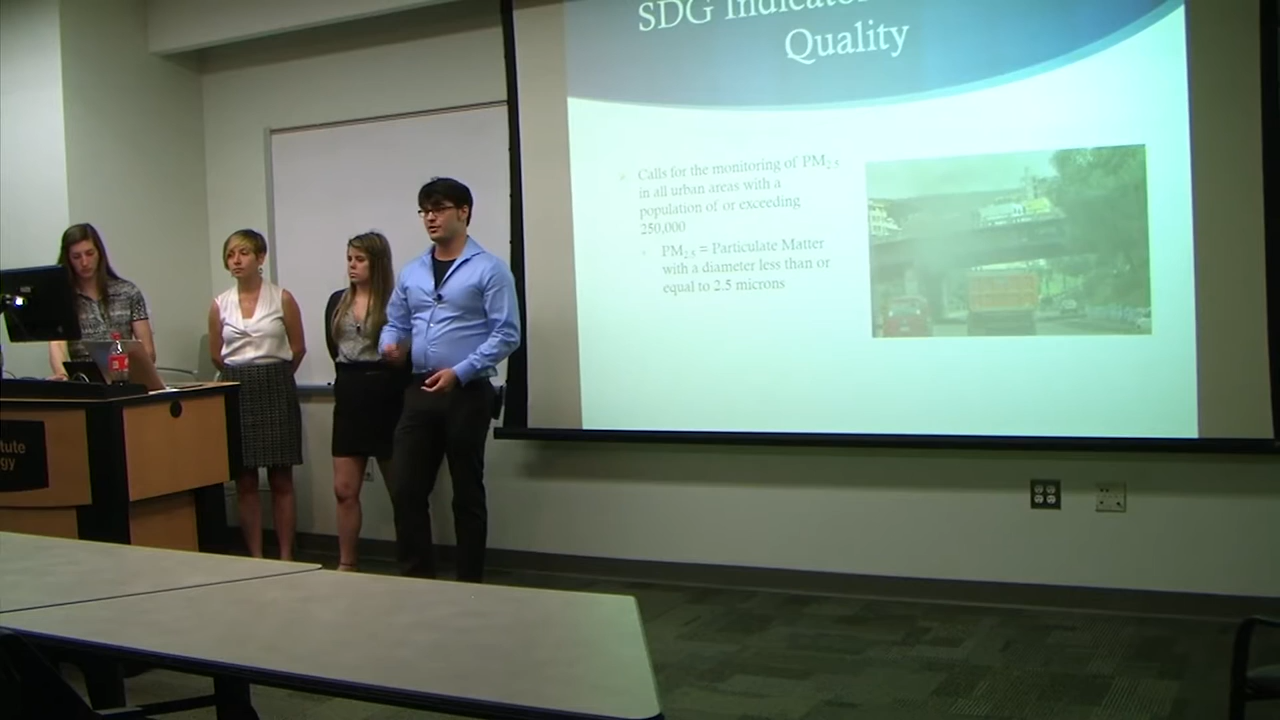 SDG Indicator
Quality
Calls for the monitoring of PM2.5
in all urban areas with a
population of or exceeding
250,000
PM2.5 = Particulate Matter
with a diameter less than or
equal to 2.5 microns
tute
gy